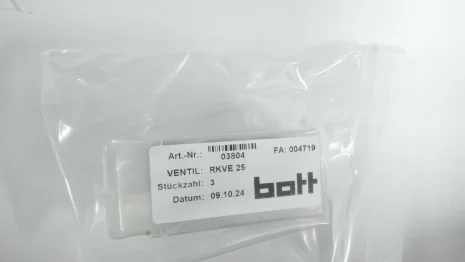 Art.-Nr.: 03804 FA: 004719
VENTIL: RKVE 25
Stückzahl: 3
Datum: 09.10.24
bott